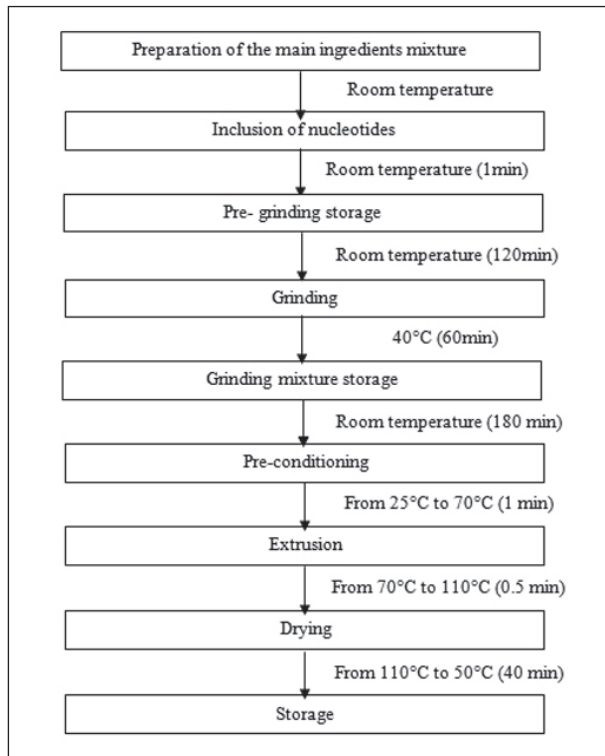 Preparation of the main ingredients mixture
Room temperature
Inclusion of nucleotides
Room temperature (1min)
Pre- grinding storage
Room temperature (120min)
Grinding
40°C (60min)
Grinding mixture storage
Room temperature (180 min)
Pre-conditioning
From 25°C to 70°C (1 min)
Extrusion
From 70°C to 110°C (0.5 min)
Drying
From 110°C to 50°C (40 min)
Storage